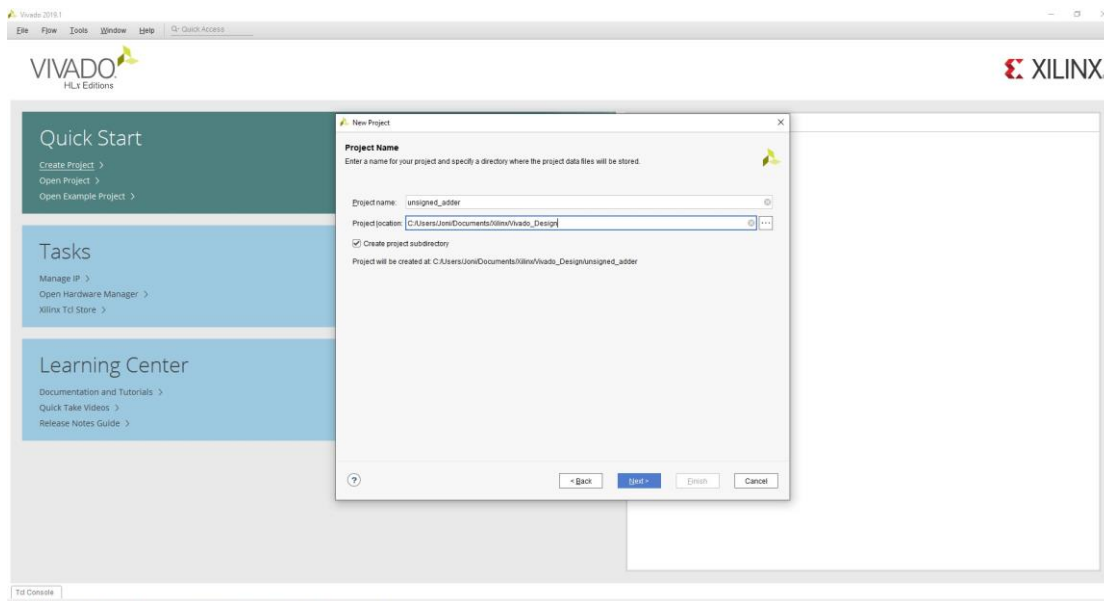 Vivado 2019.1
File Flow Tools Window Help Quick Access
VIVADO
HLx Editions
XILINX
Quick Start
Create Project >
Open Project >
Open Example Project >
Tasks
Manage IP >
Open Hardware Manager >
Xilinx Tcl Store >
Learning Center
Documentation and Tutorials >
Quick Take Videos >
Release Notes Guide >
New Project
Project Name
Enter a name for your project and specify a directory where the project data files will be stored.
Project name: unsigned_adder
Project location: C:/Users/Joni/Documents/Xilinx/Vivado_Design
Create project subdirectory
Project will be created at: C:/Users/Joni/Documents/Xilinx/Vivado_Design/unsigned_adder
?
< Back Next > Finish Cancel
Tcl Console